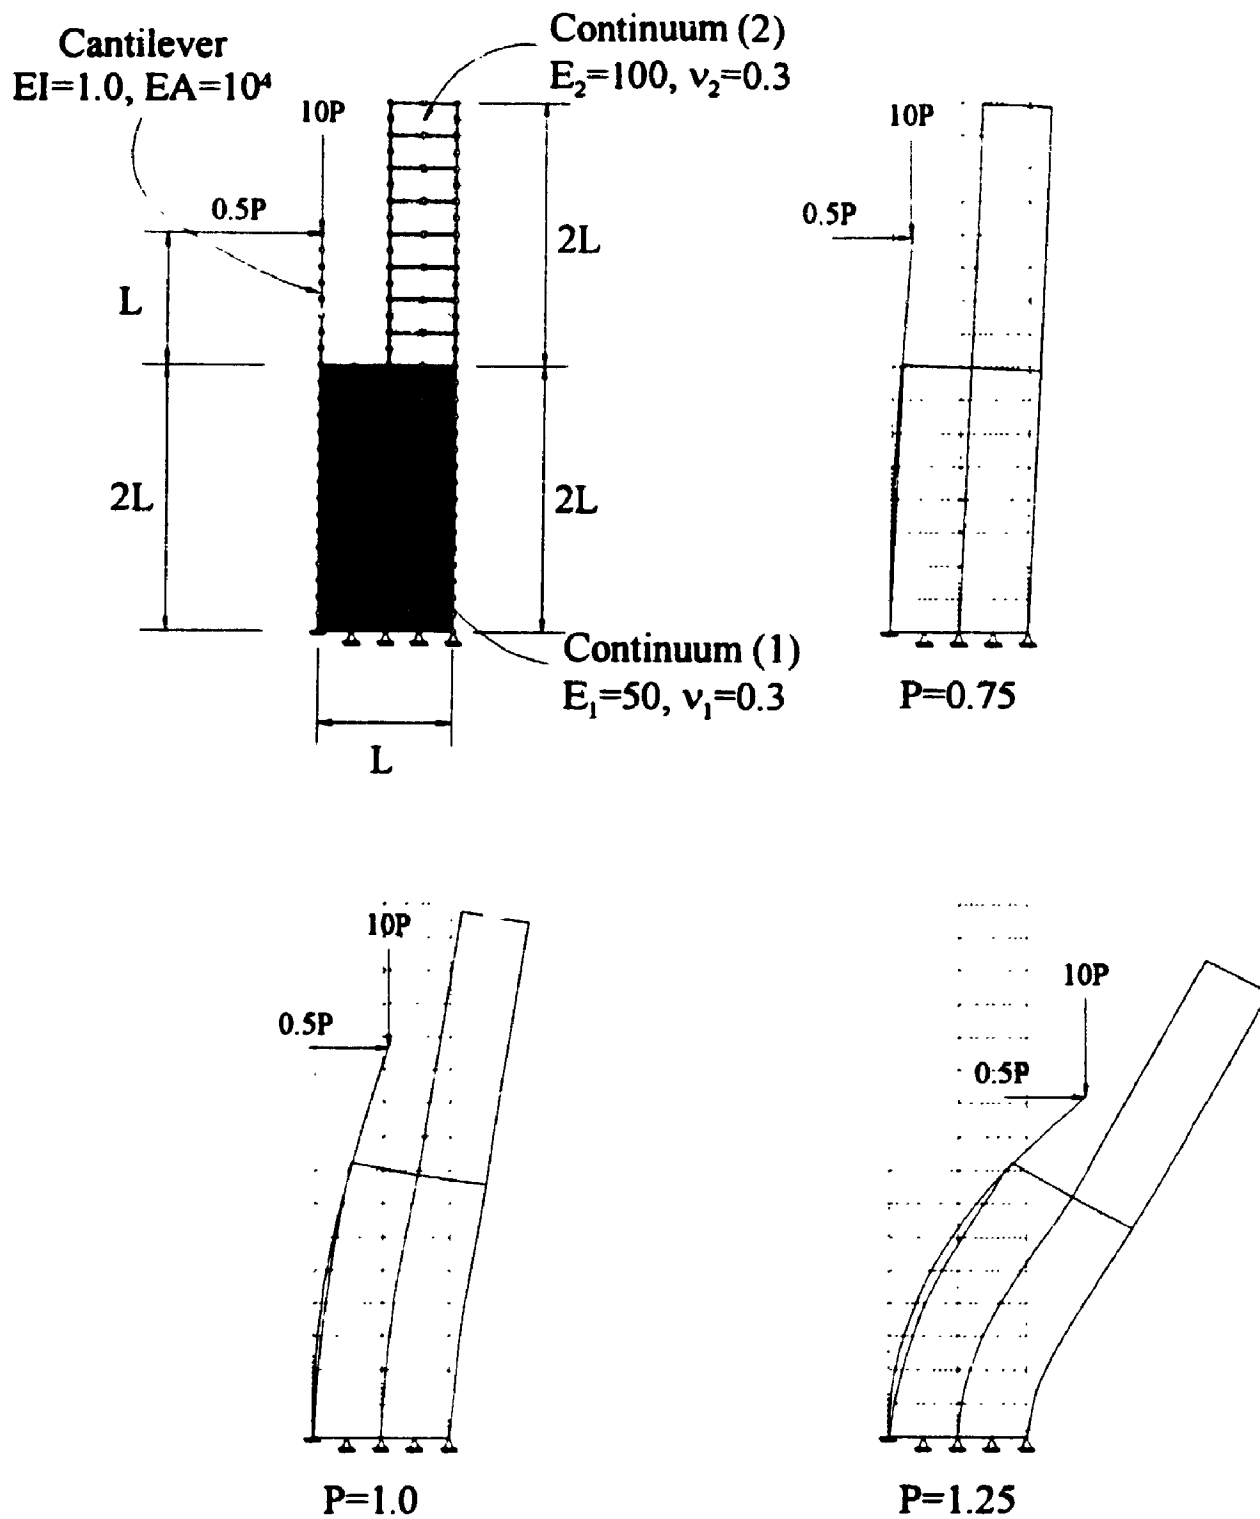 Cantilever
EI=1.0, EA=10⁴
Continuum (2)
E₂=100, ν₂=0.3
10P
0.5P
L
2L
2L
2L
L
Continuum (1)
E₁=50, ν₁=0.3
10P
0.5P
P=0.75
10P
0.5P
P=1.0
10P
0.5P
P=1.25